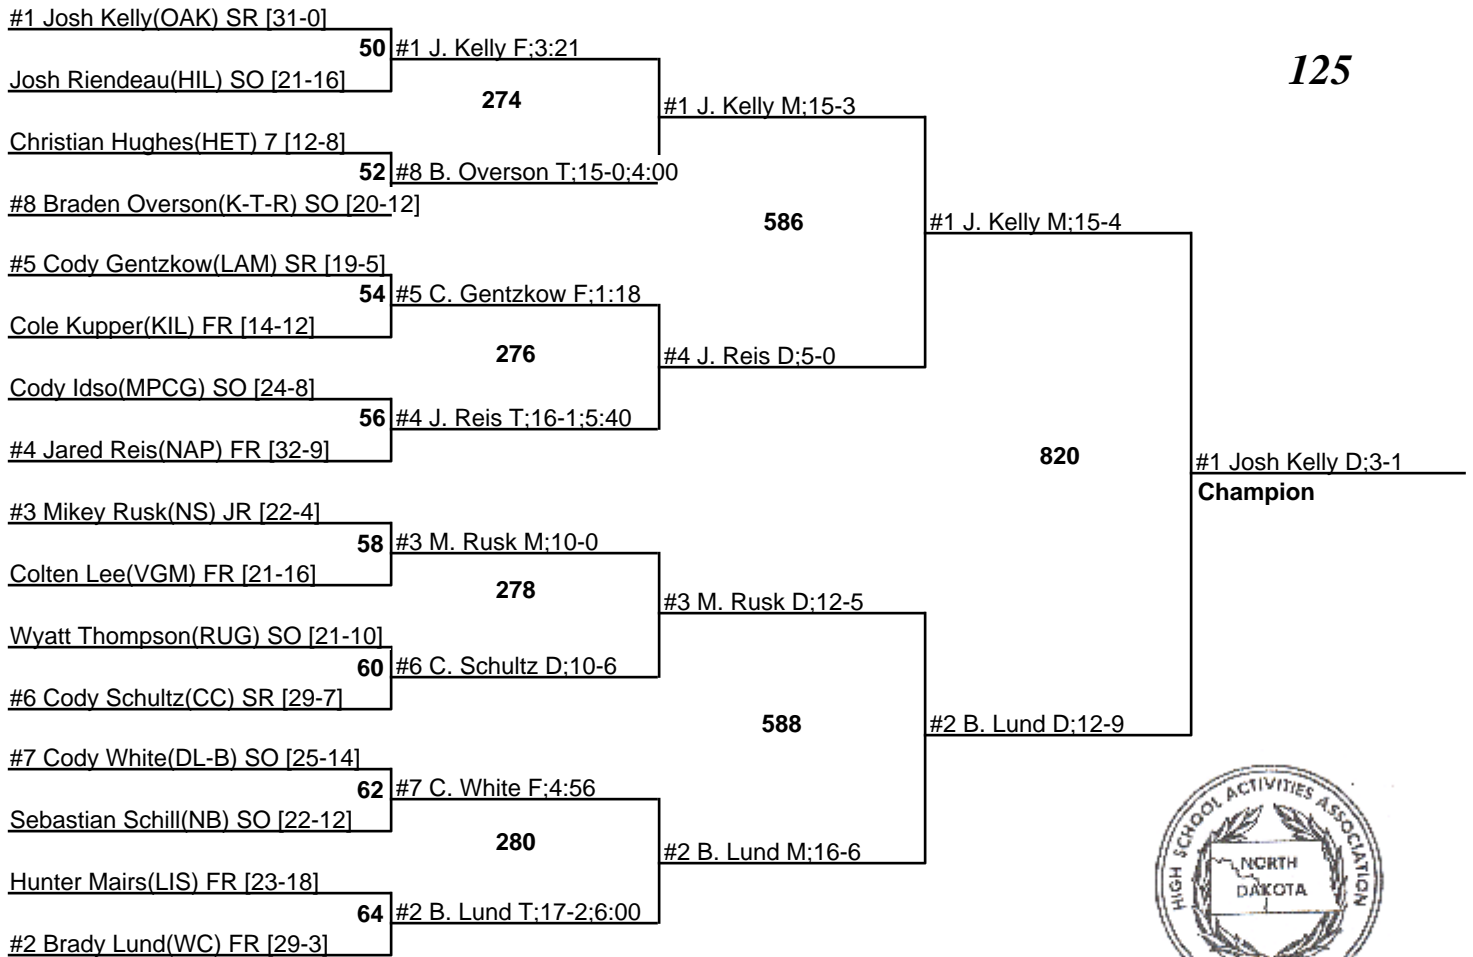 #1 Josh Kelly(OAK) SR [31-0]
50
#1 J. Kelly F;3:21
125
Josh Riendeau(HIL) SO [21-16]
274
#1 J. Kelly M;15-3
Christian Hughes(HET) 7 [12-8]
52
#8 B. Overson T;15-0;4:00
#8 Braden Overson(K-T-R) SO [20-12]
586
#1 J. Kelly M;15-4
#5 Cody Gentzkow(LAM) SR [19-5]
54
#5 C. Gentzkow F;1:18
Cole Kupper(KIL) FR [14-12]
276
#4 J. Reis D;5-0
Cody Idso(MPCG) SO [24-8]
56
#4 J. Reis T;16-1;5:40
#4 Jared Reis(NAP) FR [32-9]
820
#1 Josh Kelly D;3-1
Champion
#3 Mikey Rusk(NS) JR [22-4]
58
#3 M. Rusk M;10-0
Colten Lee(VGM) FR [21-16]
278
#3 M. Rusk D;12-5
Wyatt Thompson(RUG) SO [21-10]
60
#6 C. Schultz D;10-6
#6 Cody Schultz(CC) SR [29-7]
588
#2 B. Lund D;12-9
#7 Cody White(DL-B) SO [25-14]
62
#7 C. White F;4:56
Sebastian Schill(NB) SO [22-12]
280
#2 B. Lund M;16-6
Hunter Mairs(LIS) FR [23-18]
64
#2 B. Lund T;17-2;6:00
#2 Brady Lund(WC) FR [29-3]
HIGH SCHOOL ACTIVITIES ASSOCIATION
NORTH
DAKOTA